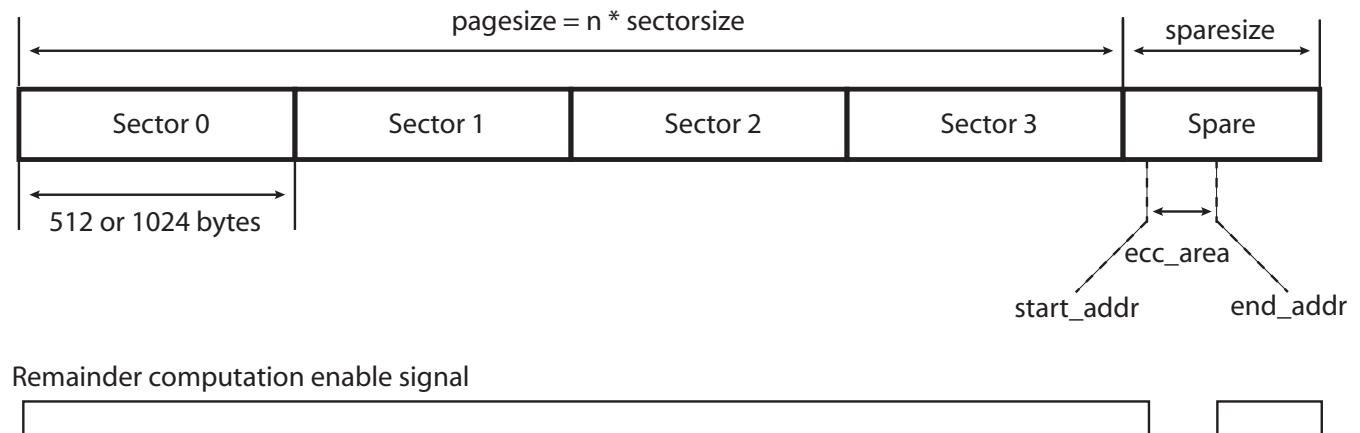 pagesize = n * sectorsize
sparesize
Sector 0
Sector 1
Sector 2
Sector 3
Spare
512 or 1024 bytes
ecc_area
start_addr
end_addr
Remainder computation enable signal